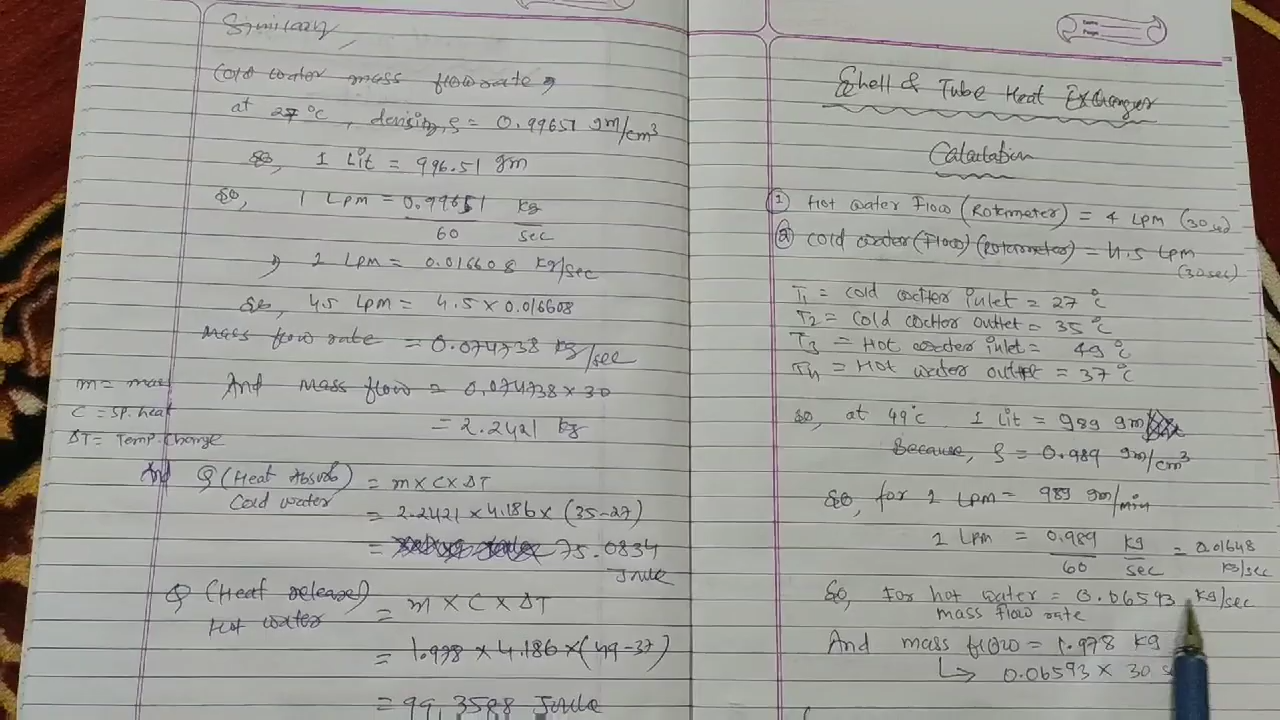 Similary,
Cold water mass flow rate,
at 27 °C, density, ρ = 0.99651 gm/cm³
so, 1 Lit = 996.51 gm
so, 1 LPm = 0.99651 kg
60 sec
⇒ 1 LPm = 0.016608 kg/sec
so, 4.5 LPm = 4.5 x 0.016608
mass flow rate = 0.074738 kg/sec
And mass flow = 0.074738 x 30
= 2.2421 kg
m = mass
C = sp. heat
ΔT = Temp. Change
And Q (Heat Absorb) = m x C x ΔT
Cold water
= 2.2421 x 4.186 x (35-27)
= 75.0834
Joule
Q (Heat release) = m x C x ΔT
Hot water
= 1.978 x 4.186 x (49-37)
= 99.3588 Joule
Shell & Tube Heat Exchanger
Calculation
① Hot water Flow (Rotameter) = 4 LPM (30 sec)
② Cold water (Flow) (Rotarometer) = 4.5 Lpm
(30 sec)
T1 = cold water inlet = 27 °C
T2 = Cold water outlet = 35 °C
T3 = Hot water inlet = 49 °C
T4 = Hot water outlet = 37 °C
so, at 49°C 1 Lit = 989 gm
Because, ρ = 0.989 gm/cm³
So, for 1 LPm = 989 gm/min
1 LPm = 0.989 kg = 0.01648
60 sec kg/sec
So, For hot water = 0.06593 kg/sec
mass flow rate
And mass flow = 1.978 kg
↳ 0.06593 x 30